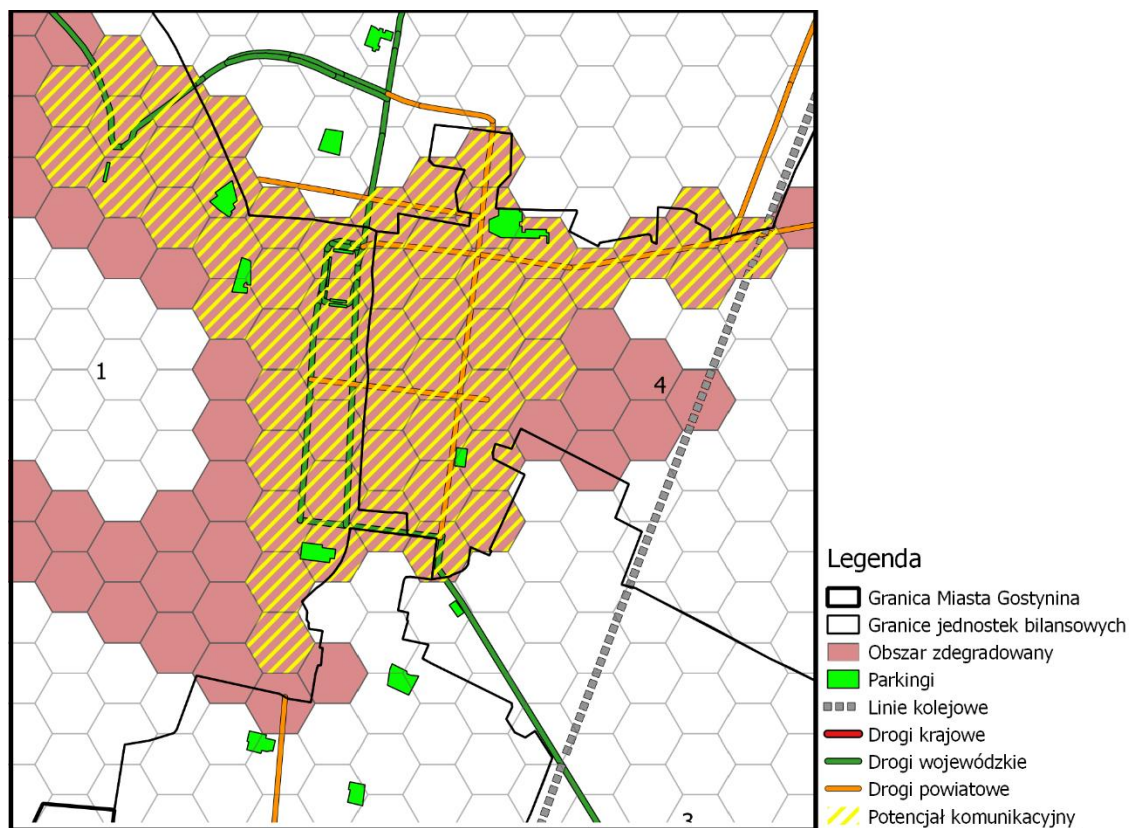 1
4
3
Legenda
Granica Miasta Gostynina
Granice jednostek bilansowych
Obszar zdegradowany
Parkingi
Linie kolejowe
Drogi krajowe
Drogi wojewódzkie
Drogi powiatowe
Potencjał komunikacyjny